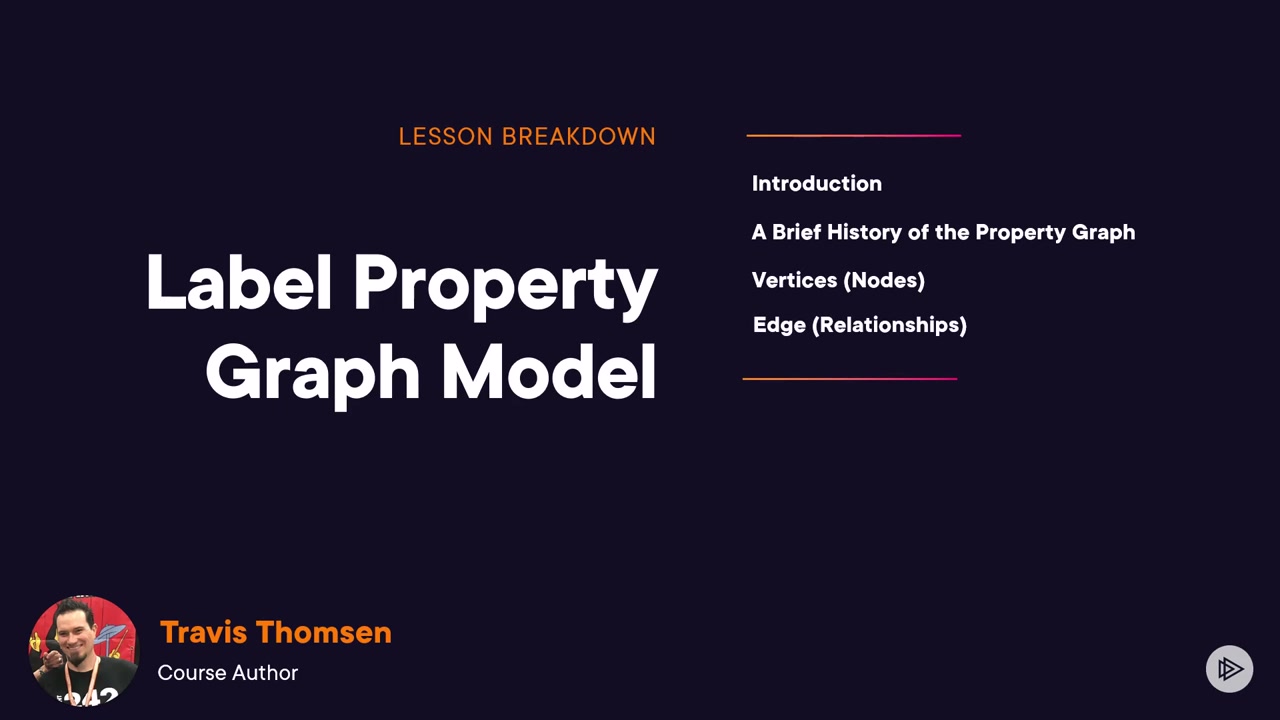 LESSON BREAKDOWN
Label Property
Graph Model
Introduction
A Brief History of the Property Graph
Vertices (Nodes)
Edge (Relationships)
Travis Thomsen
Course Author
242